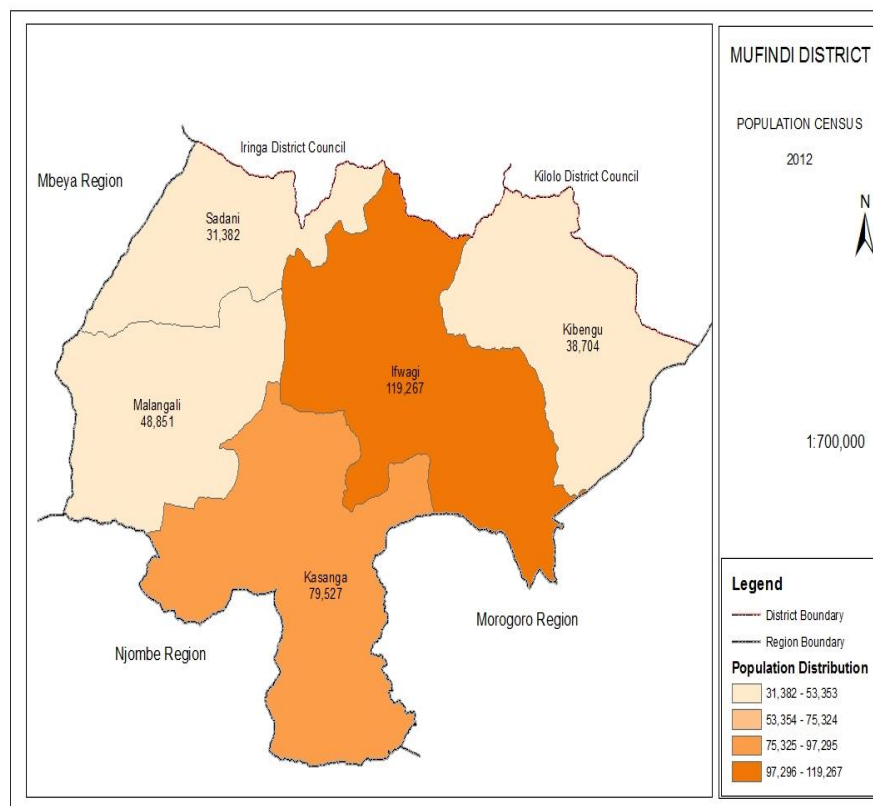 MUFINDI DISTRICT
POPULATION CENSUS
2012
N
1:700,000
Iringa District Council
Mbeya Region
Kilolo District Council
Sadani
31,382
Kibengu
38,704
Ifwagi
119,267
Malangali
48,851
Kasanga
79,527
Morogoro Region
Njombe Region
Legend
District Boundary
Region Boundary
Population Distribution
31,382 - 53,353
53,354 - 75,324
75,325 - 97,295
97,296 - 119,267